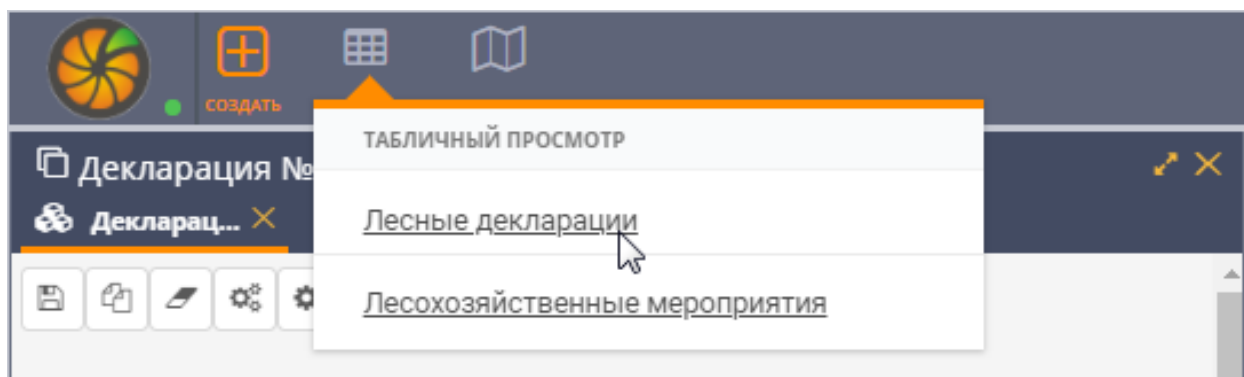 СОЗДАТЬ
ТАБЛИЧНЫЙ ПРОСМОТР
Декларация №
Декларац...
Лесные декларации
Лесохозяйственные мероприятия